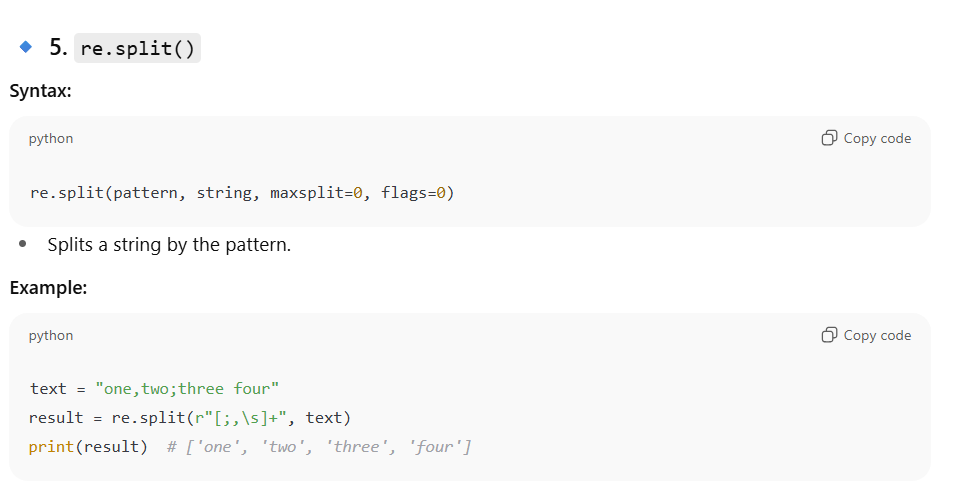 5. re.split()
Syntax:
python
Copy code
re.split(pattern, string, maxsplit=0, flags=0)
• Splits a string by the pattern.
Example:
python
Copy code
text = "one,two;three four"
result = re.split(r"[;,\s]+", text)
print(result)  # ['one', 'two', 'three', 'four']